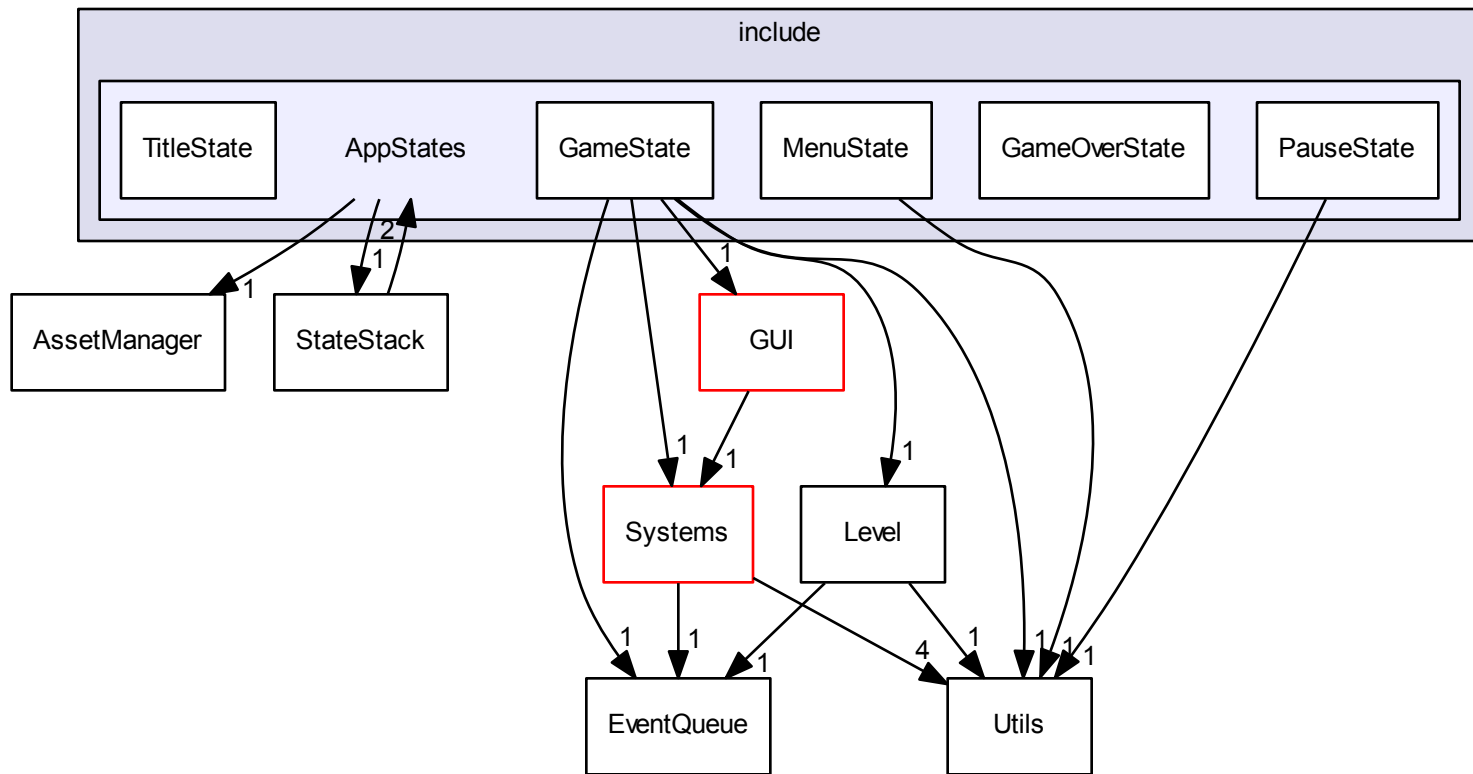 include
TitleState
AppStates
GameState
MenuState
GameOverState
PauseState
2
1
1
1
AssetManager
StateStack
GUI
1
1
1
Systems
Level
1
1
4
1
1
1
1
1
1
EventQueue
Utils